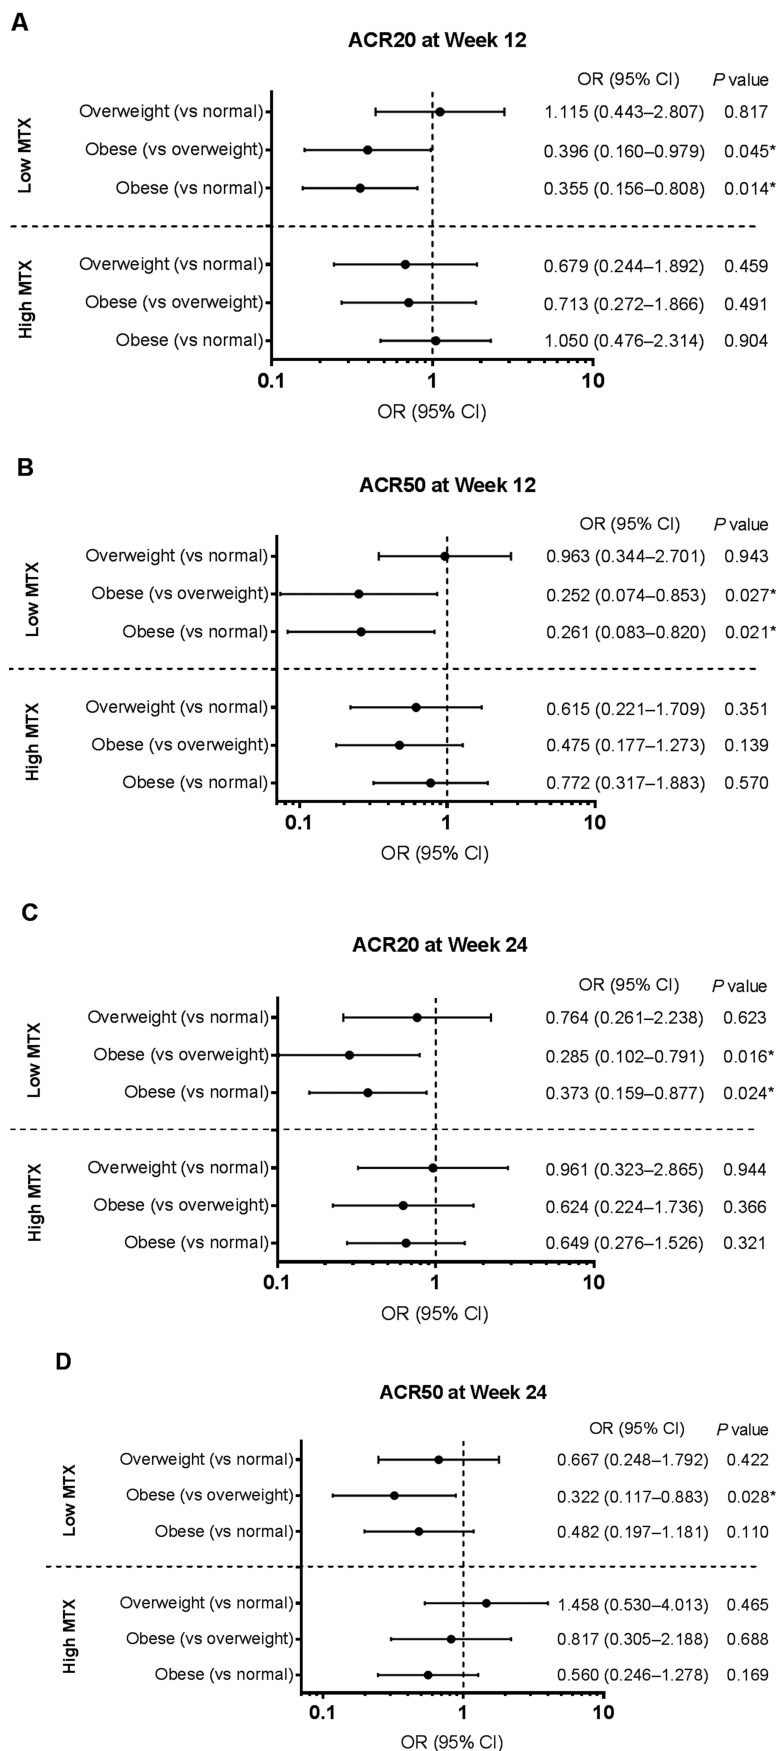 A
ACR20 at Week 12
OR (95% CI) P value
Low MTX
Overweight (vs normal) 1.115 (0.443–2.807) 0.817
Obese (vs overweight) 0.396 (0.160–0.979) 0.045*
Obese (vs normal) 0.355 (0.156–0.808) 0.014*
High MTX
Overweight (vs normal) 0.679 (0.244–1.892) 0.459
Obese (vs overweight) 0.713 (0.272–1.866) 0.491
Obese (vs normal) 1.050 (0.476–2.314) 0.904
0.1 1 10
OR (95% CI)
B
ACR50 at Week 12
OR (95% CI) P value
Low MTX
Overweight (vs normal) 0.963 (0.344–2.701) 0.943
Obese (vs overweight) 0.252 (0.074–0.853) 0.027*
Obese (vs normal) 0.261 (0.083–0.820) 0.021*
High MTX
Overweight (vs normal) 0.615 (0.221–1.709) 0.351
Obese (vs overweight) 0.475 (0.177–1.273) 0.139
Obese (vs normal) 0.772 (0.317–1.883) 0.570
0.1 1 10
OR (95% CI)
C
ACR20 at Week 24
OR (95% CI) P value
Low MTX
Overweight (vs normal) 0.764 (0.261–2.238) 0.623
Obese (vs overweight) 0.285 (0.102–0.791) 0.016*
Obese (vs normal) 0.373 (0.159–0.877) 0.024*
High MTX
Overweight (vs normal) 0.961 (0.323–2.865) 0.944
Obese (vs overweight) 0.624 (0.224–1.736) 0.366
Obese (vs normal) 0.649 (0.276–1.526) 0.321
0.1 1 10
OR (95% CI)
D
ACR50 at Week 24
OR (95% CI) P value
Low MTX
Overweight (vs normal) 0.667 (0.248–1.792) 0.422
Obese (vs overweight) 0.322 (0.117–0.883) 0.028*
Obese (vs normal) 0.482 (0.197–1.181) 0.110
High MTX
Overweight (vs normal) 1.458 (0.530–4.013) 0.465
Obese (vs overweight) 0.817 (0.305–2.188) 0.688
Obese (vs normal) 0.560 (0.246–1.278) 0.169
0.1 1 10
OR (95% CI)